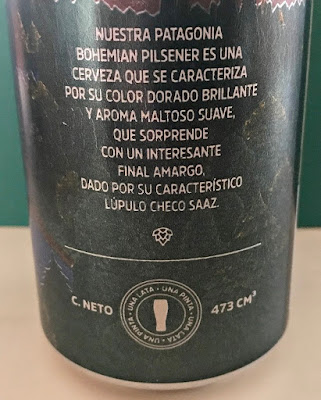 NUESTRA PATAGONIA
BOHEMIAN PILSENER ES UNA
CERVEZA QUE SE CARACTERIZA
POR SU COLOR DORADO BRILLANTE
Y AROMA MALTOSO SUAVE,
QUE SORPRENDE
CON UN INTERESANTE
FINAL AMARGO,
DADO POR SU CARACTERÍSTICO
LÚPULO CHECO SAAZ.
C. NETO
UNA LATA · UNA PINTA · UNA LATA · UNA PINTA ·
473 CM³